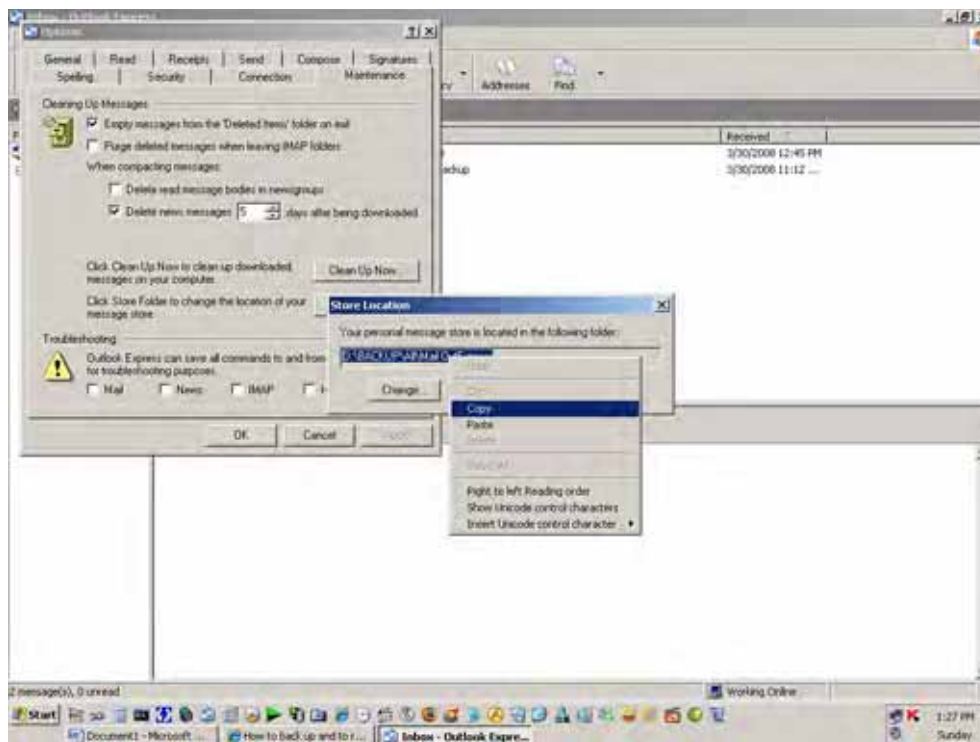 Inbox - Outlook Express
Options
General Read Receipts Send Compose Signatures
Spelling Security Connection Maintenance
Cleaning Up Messages
Empty messages from the 'Deleted Items' folder on exit
Purge deleted messages when leaving IMAP folders
When compacting messages:
Delete read message bodies in newsgroups
Delete news messages 5 days after being downloaded
Click Clean Up Now to clean up downloaded
messages on your computer.
Clean Up Now...
Click Store Folder to change the location of your
message store.
Troubleshooting
Outlook Express can save all commands to and from
for troubleshooting purposes.
Mail News IMAP
OK Cancel Apply
Addresses Find
Received
3/30/2008 12:45 PM
3/30/2008 11:12 ...
Store Location
Your personal message store is located in the following folder:
Change...
Copy
Paste
Delete
Select All
Right to left Reading order
Show Unicode control characters
Insert Unicode control character
2 message(s), 0 unread
Working Online
Start
1:27 PM
Document1 - Microsoft ...
How to back up and to r...
Inbox - Outlook Expre...
Sunday